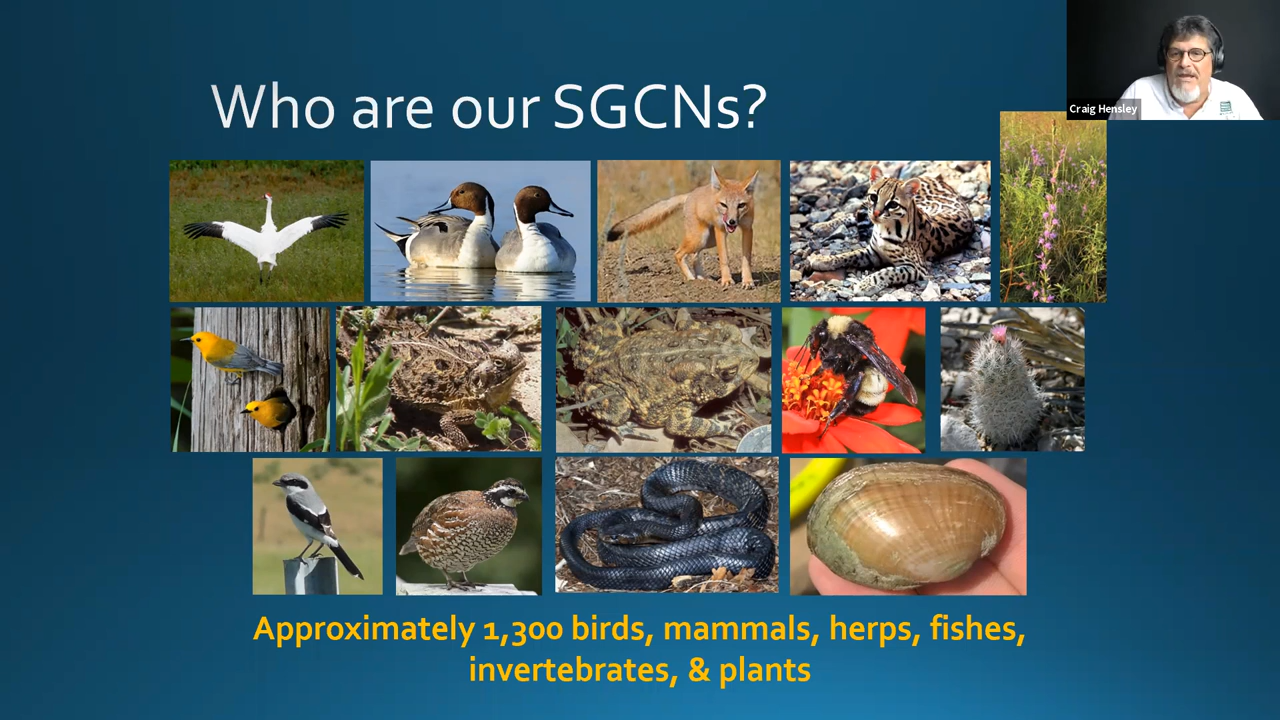 Who are our SGCNs?
Craig Hensley
Approximately 1,300 birds, mammals, herps, fishes,
invertebrates, & plants